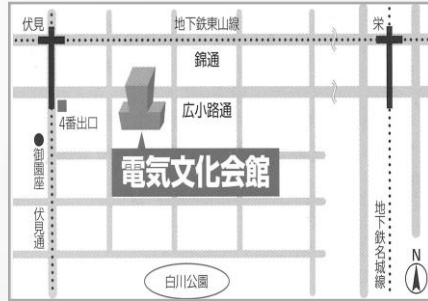 伏見
地下鉄東山線
栄
錦通
広小路通
4番出口
御園座
電気文化会館
伏見通
地下鉄名城線
白川公園
N